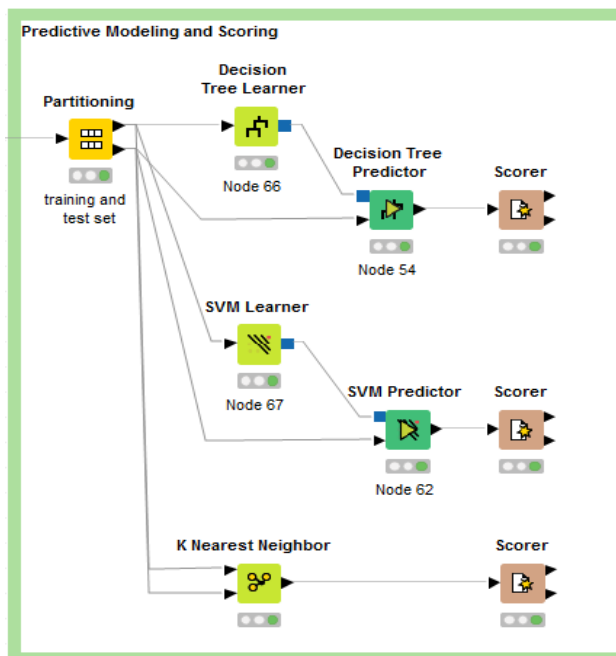 Predictive Modeling and Scoring
Decision
Tree Learner
Partitioning
Node 66
training and
test set
Decision Tree
Predictor
Scorer
Node 54
SVM Learner
Node 67
SVM Predictor
Scorer
Node 62
K Nearest Neighbor
Scorer